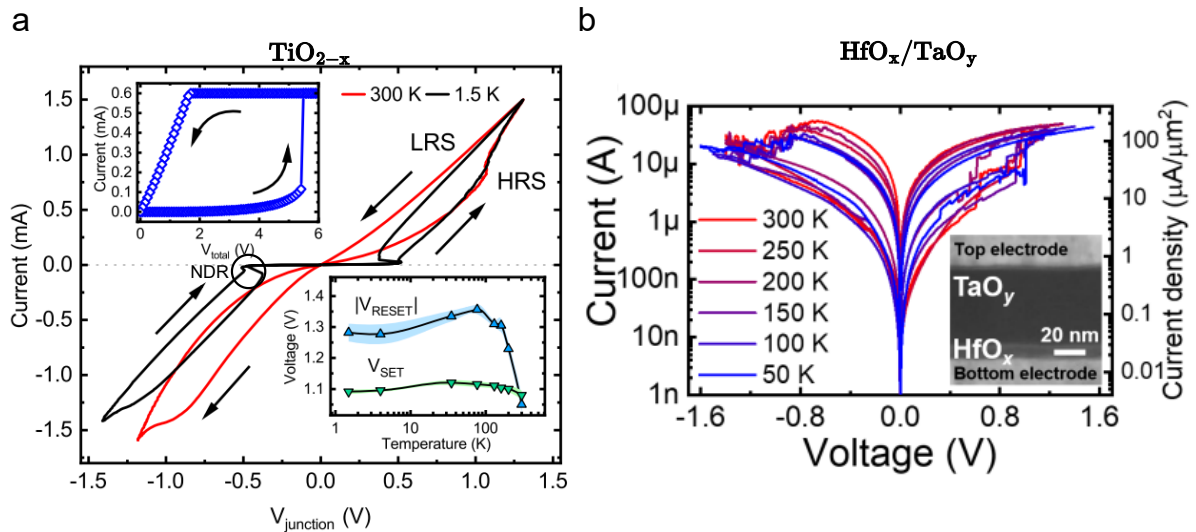 a
TiO2−x
300 K 1.5 K
LRS
HRS
NDR
Current (mA)
1.5
1.0
0.5
0.0
-0.5
-1.0
-1.5
-1.5 -1.0 -0.5 0.0 0.5 1.0 1.5
Vjunction (V)
Current (mA)
0.6
0.5
0.4
0.3
0.2
0.1
0.0
0 2 4 6
Vtotal (V)
|VRESET|
VSET
Voltage (V)
1.4
1.3
1.2
1.1
1 10 100
Temperature (K)
b
HfOx/TaOy
Current (A)
100µ
10µ
1µ
100n
10n
1n
300 K
250 K
200 K
150 K
100 K
50 K
-1.6 -0.8 0.0 0.8 1.6
Voltage (V)
Current density (µA/µm²)
100
10
1
0.1
0.01
Top electrode
TaOy
20 nm
HfOx
Bottom electrode